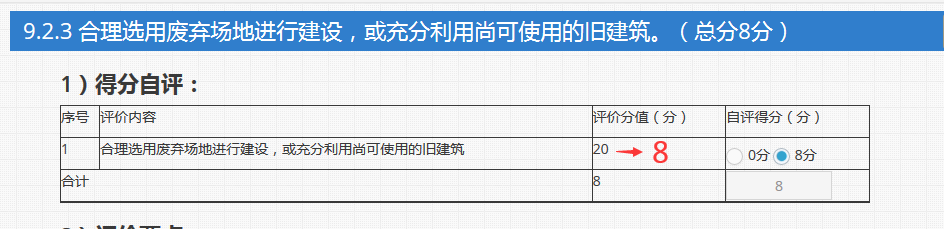 9.2.3 合理选用废弃场地进行建设，或充分利用尚可使用的旧建筑。（总分8分）
1）得分自评：
序号 评价内容 评价分值（分） 自评得分（分）
1 合理选用废弃场地进行建设，或充分利用尚可使用的旧建筑 20 → 8 0分 8分
合计 8 8